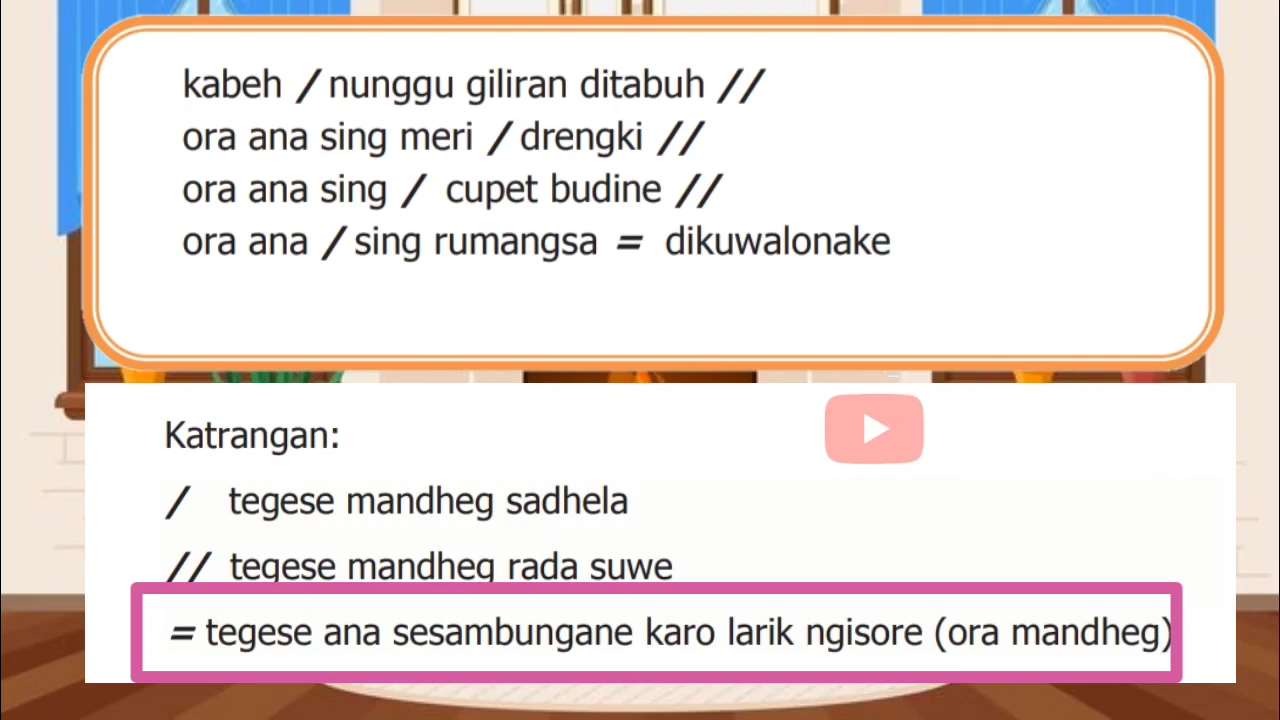 kabeh / nunggu giliran ditabuh //
ora ana sing meri / drengki //
ora ana sing / cupet budine //
ora ana / sing rumangsa = dikuwalonake
Katrangan:
/ tegese mandheg sadhela
// tegese mandheg rada suwe
= tegese ana sesambungane karo larik ngisore (ora mandheg)